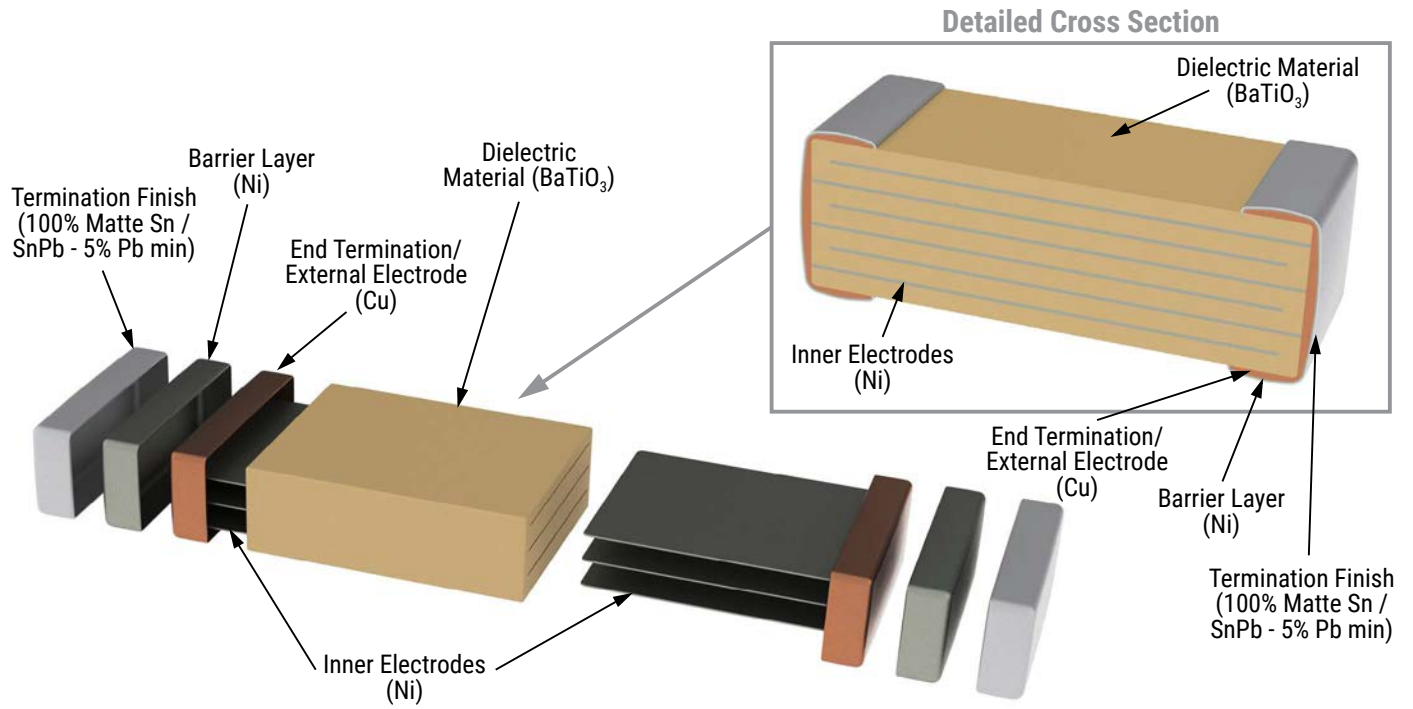 Detailed Cross Section
Dielectric Material
(BaTiO₃)
Inner Electrodes
(Ni)
End Termination/
External Electrode
(Cu)
Barrier Layer
(Ni)
Termination Finish
(100% Matte Sn /
SnPb - 5% Pb min)
Termination Finish
(100% Matte Sn /
SnPb - 5% Pb min)
Barrier Layer
(Ni)
End Termination/
External Electrode
(Cu)
Dielectric
Material (BaTiO₃)
Inner Electrodes
(Ni)